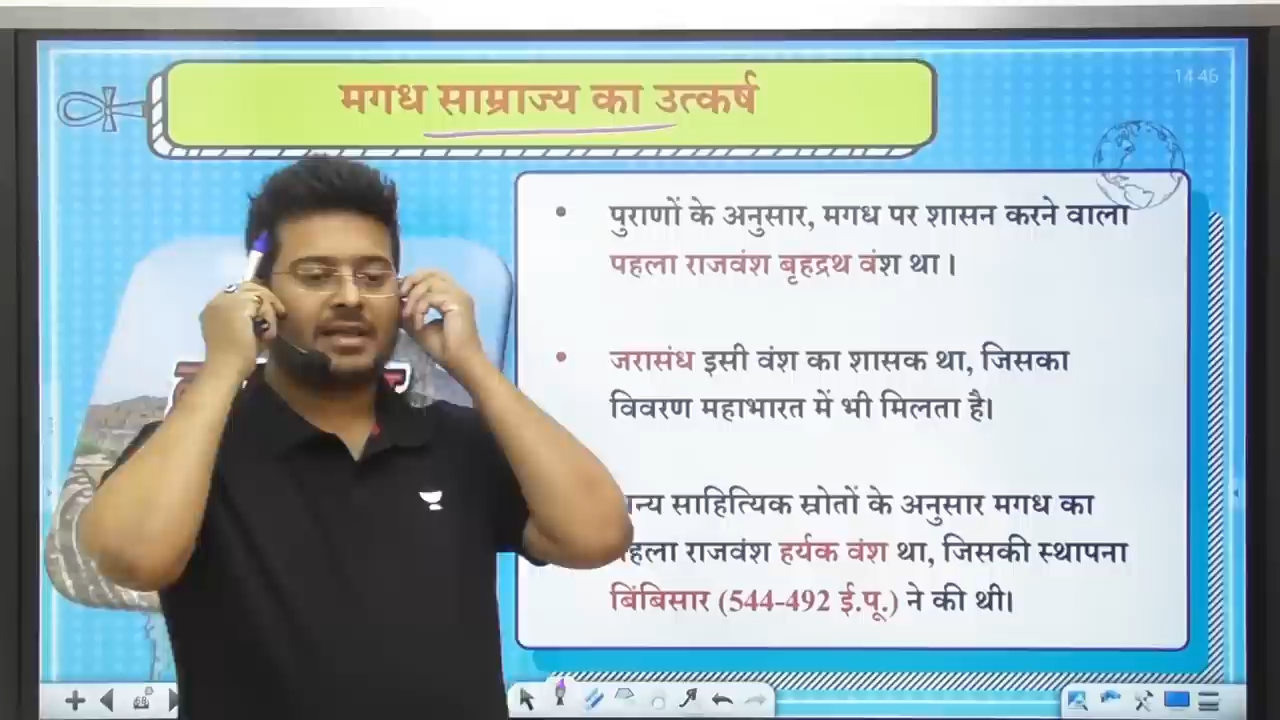 मगध साम्राज्य का उत्कर्ष
14:46
पुराणों के अनुसार, मगध पर शासन करने वाला
पहला राजवंश बृहद्रथ वंश था।
जरासंध इसी वंश का शासक था, जिसका
विवरण महाभारत में भी मिलता है।
साहित्यिक स्रोतों के अनुसार मगध का
राजवंश हर्यक वंश था, जिसकी स्थापना
बिंबिसार (544-492 ई.पू.) ने की थी।